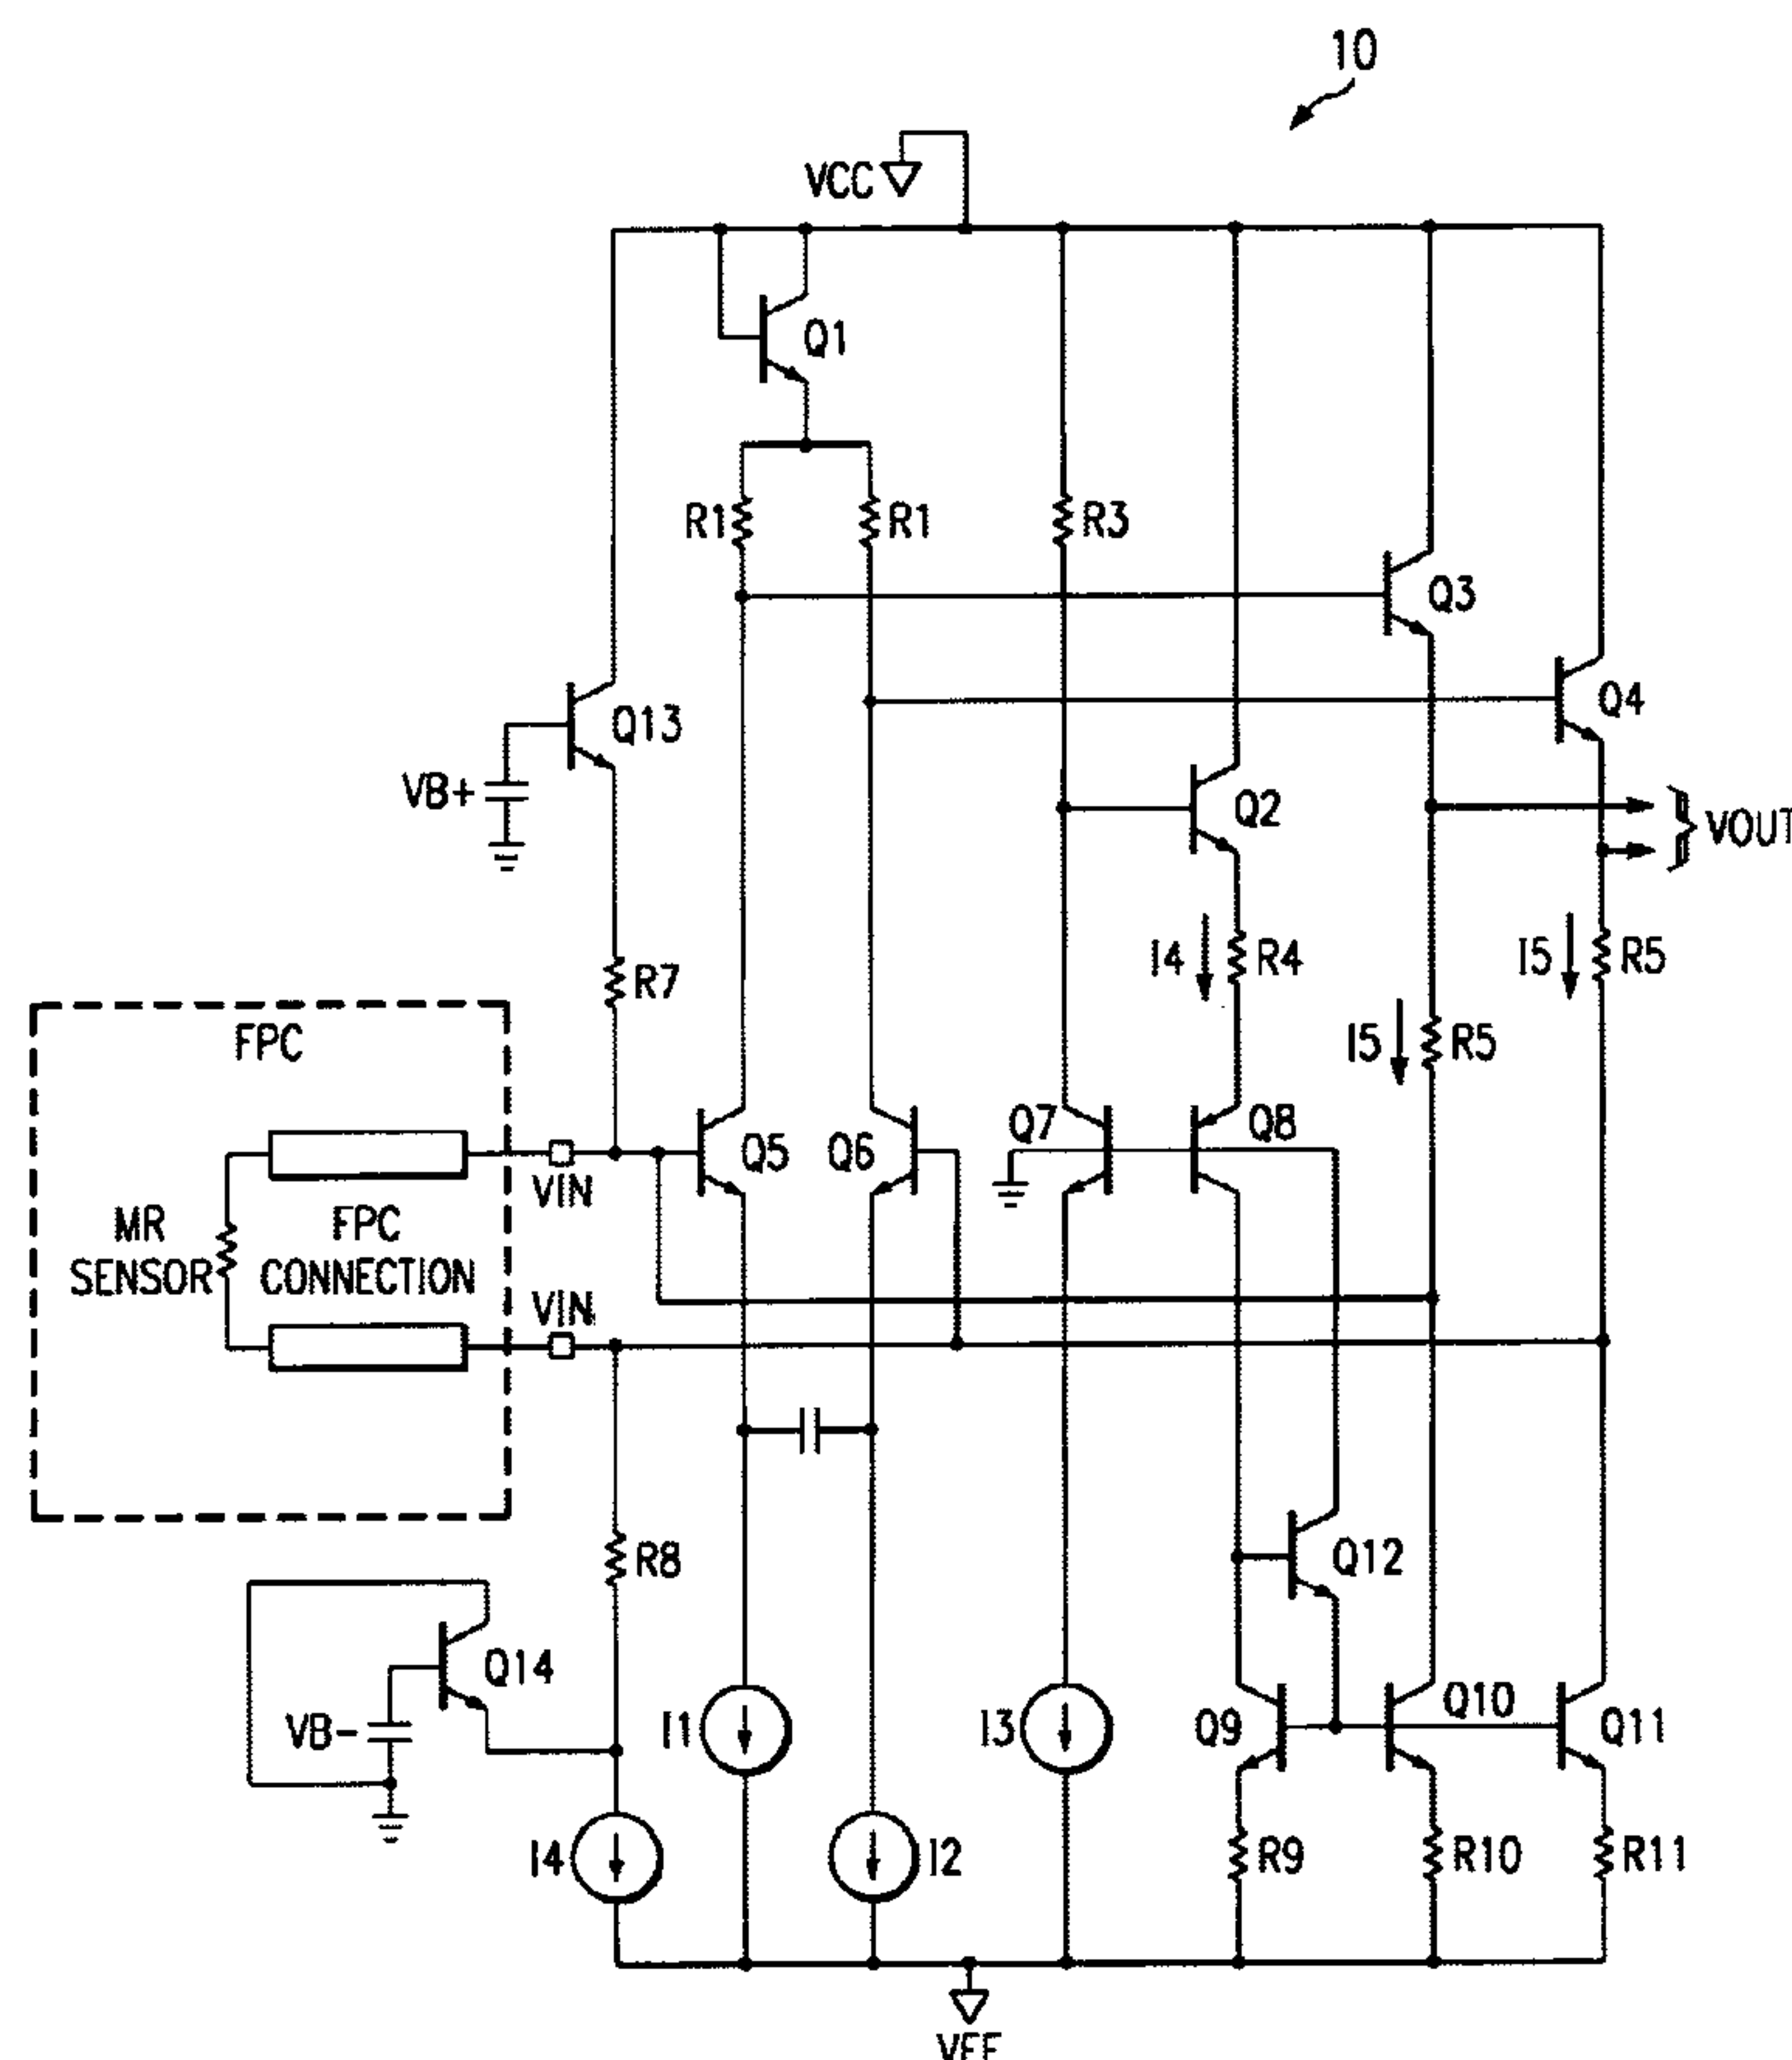 10
VCC
Q1
R1
R1
R3
Q3
Q4
Q13
VB+
Q2
VOUT
R7
I4
R4
I5
R5
I5
R5
FPC
Q7
Q8
Q5
Q6
VIN
MR
SENSOR
FPC
CONNECTION
VIN
R8
Q12
Q14
VB-
I1
I3
Q9
Q10
Q11
I4
I2
R9
R10
R11
VEE